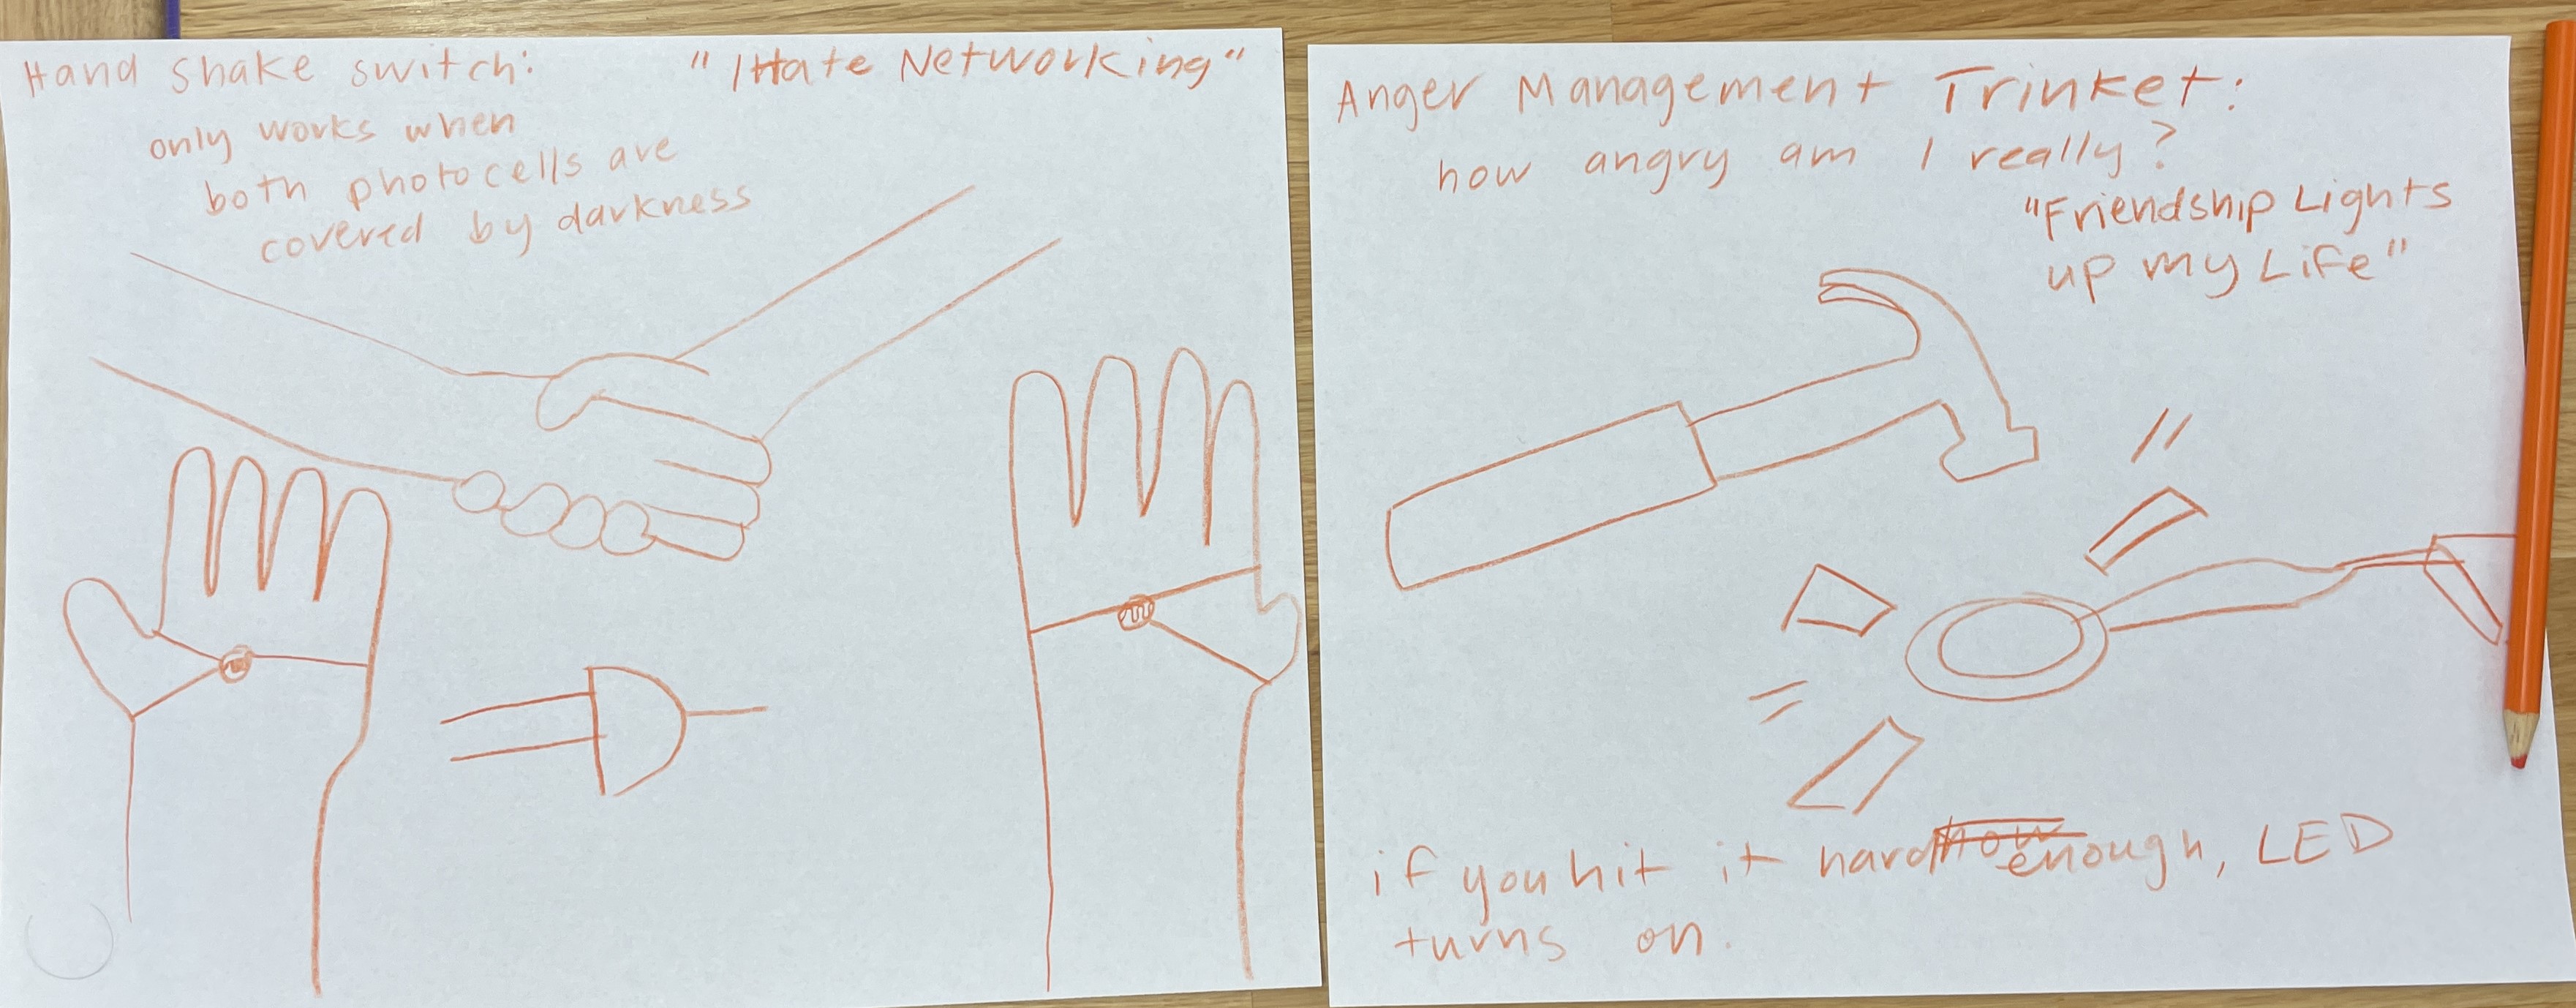 Hand shake switch:
"I Hate Networking"
only works when
both photocells are
covered by darkness
Anger Management Trinket:
how angry am I really?
"Friendship Lights
up my Life"
if you hit it hard how enough, LED
turns on.